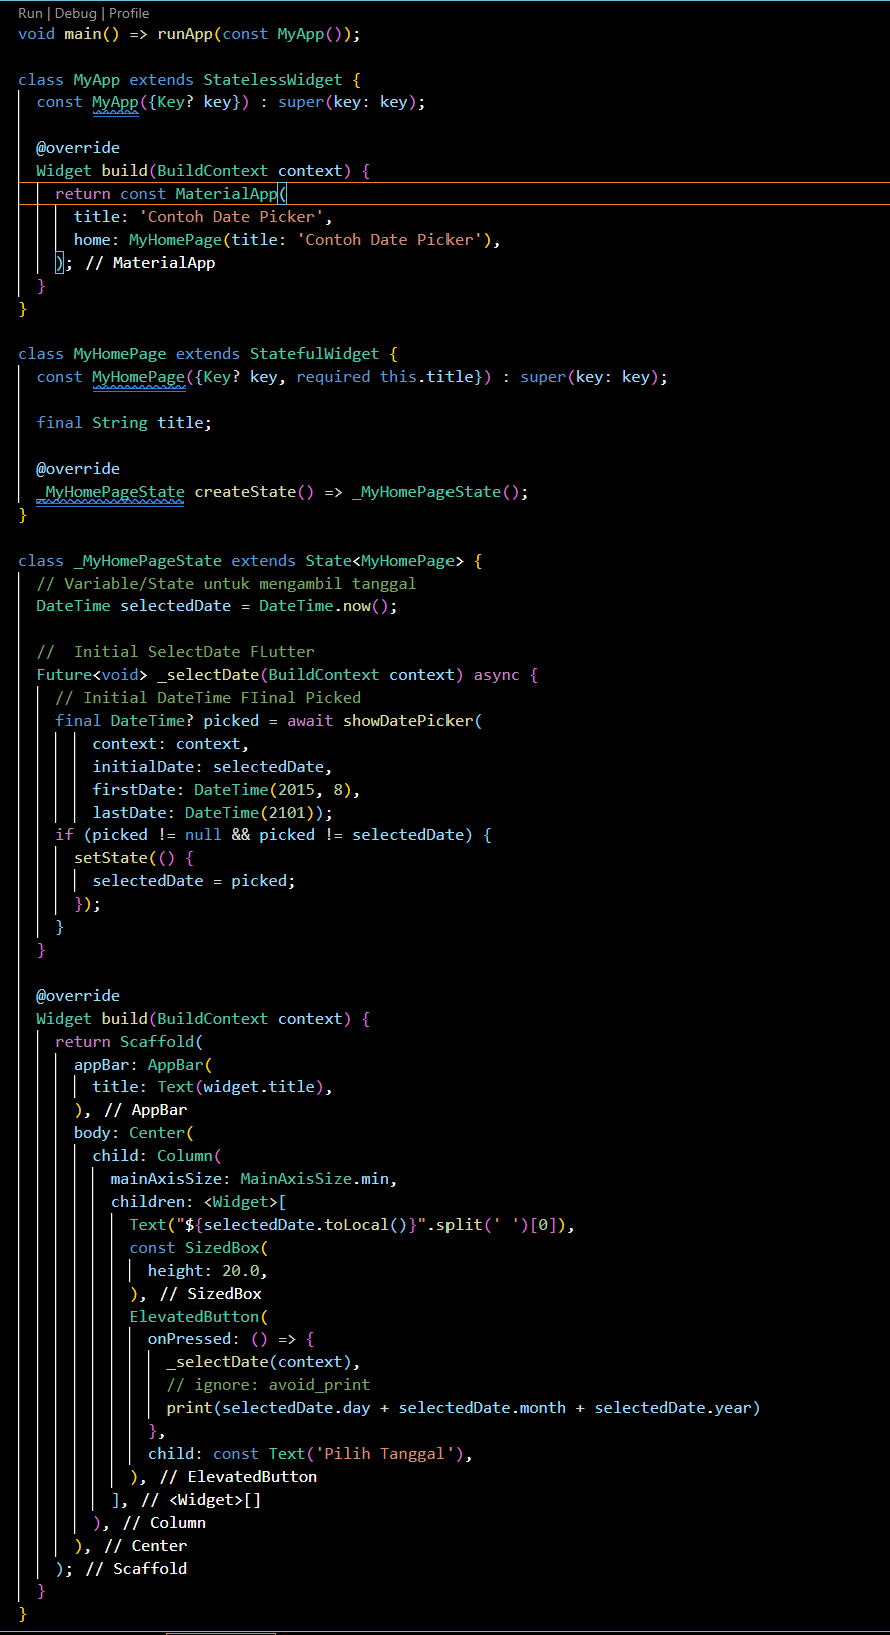 Run | Debug | Profile
void main() => runApp(const MyApp());
class MyApp extends StatelessWidget {
const MyApp({Key? key}) : super(key: key);
@override
Widget build(BuildContext context) {
return const MaterialApp(
title: 'Contoh Date Picker',
home: MyHomePage(title: 'Contoh Date Picker'),
); // MaterialApp
}
}
class MyHomePage extends StatefulWidget {
const MyHomePage({Key? key, required this.title}) : super(key: key);
final String title;
@override
_MyHomePageState createState() => _MyHomePageState();
}
class _MyHomePageState extends State<MyHomePage> {
// Variable/State untuk mengambil tanggal
DateTime selectedDate = DateTime.now();
//  Initial SelectDate FLutter
Future<void> _selectDate(BuildContext context) async {
// Initial DateTime FIinal Picked
final DateTime? picked = await showDatePicker(
context: context,
initialDate: selectedDate,
firstDate: DateTime(2015, 8),
lastDate: DateTime(2101));
if (picked != null && picked != selectedDate) {
setState(() {
selectedDate = picked;
});
}
}
@override
Widget build(BuildContext context) {
return Scaffold(
appBar: AppBar(
title: Text(widget.title),
), // AppBar
body: Center(
child: Column(
mainAxisSize: MainAxisSize.min,
children: <Widget>[
Text("${selectedDate.toLocal()}".split(' ')[0]),
const SizedBox(
height: 20.0,
), // SizedBox
ElevatedButton(
onPressed: () => {
_selectDate(context),
// ignore: avoid_print
print(selectedDate.day + selectedDate.month + selectedDate.year)
},
child: const Text('Pilih Tanggal'),
), // ElevatedButton
], // <Widget>[]
), // Column
), // Center
); // Scaffold
}
}